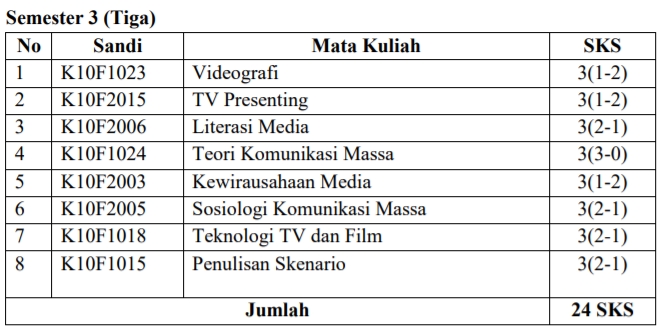 Semester 3 (Tiga)
No Sandi Mata Kuliah SKS
1 K10F1023 Videografi 3(1-2)
2 K10F2015 TV Presenting 3(1-2)
3 K10F2006 Literasi Media 3(2-1)
4 K10F1024 Teori Komunikasi Massa 3(3-0)
5 K10F2003 Kewirausahaan Media 3(1-2)
6 K10F2005 Sosiologi Komunikasi Massa 3(2-1)
7 K10F1018 Teknologi TV dan Film 3(2-1)
8 K10F1015 Penulisan Skenario 3(2-1)
Jumlah 24 SKS